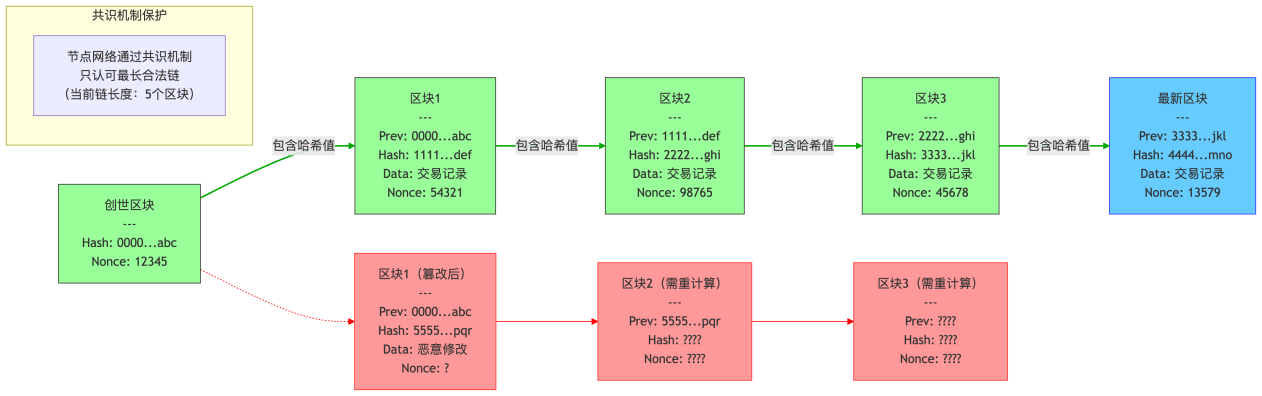 共识机制保护
节点网络通过共识机制
只认可最长合法链
（当前链长度：5个区块）
创世区块
---
Hash: 0000...abc
Nonce: 12345
包含哈希值
区块1
---
Prev: 0000...abc
Hash: 1111...def
Data: 交易记录
Nonce: 54321
包含哈希值
区块2
---
Prev: 1111...def
Hash: 2222...ghi
Data: 交易记录
Nonce: 98765
包含哈希值
区块3
---
Prev: 2222...ghi
Hash: 3333...jkl
Data: 交易记录
Nonce: 45678
包含哈希值
最新区块
---
Prev: 3333...jkl
Hash: 4444...mno
Data: 交易记录
Nonce: 13579
区块1（篡改后）
---
Prev: 0000...abc
Hash: 5555...pqr
Data: 恶意修改
Nonce: ?
区块2（需重计算）
---
Prev: 5555...pqr
Hash: ????
Nonce: ????
区块3（需重计算）
---
Prev: ????
Hash: ????
Nonce: ????